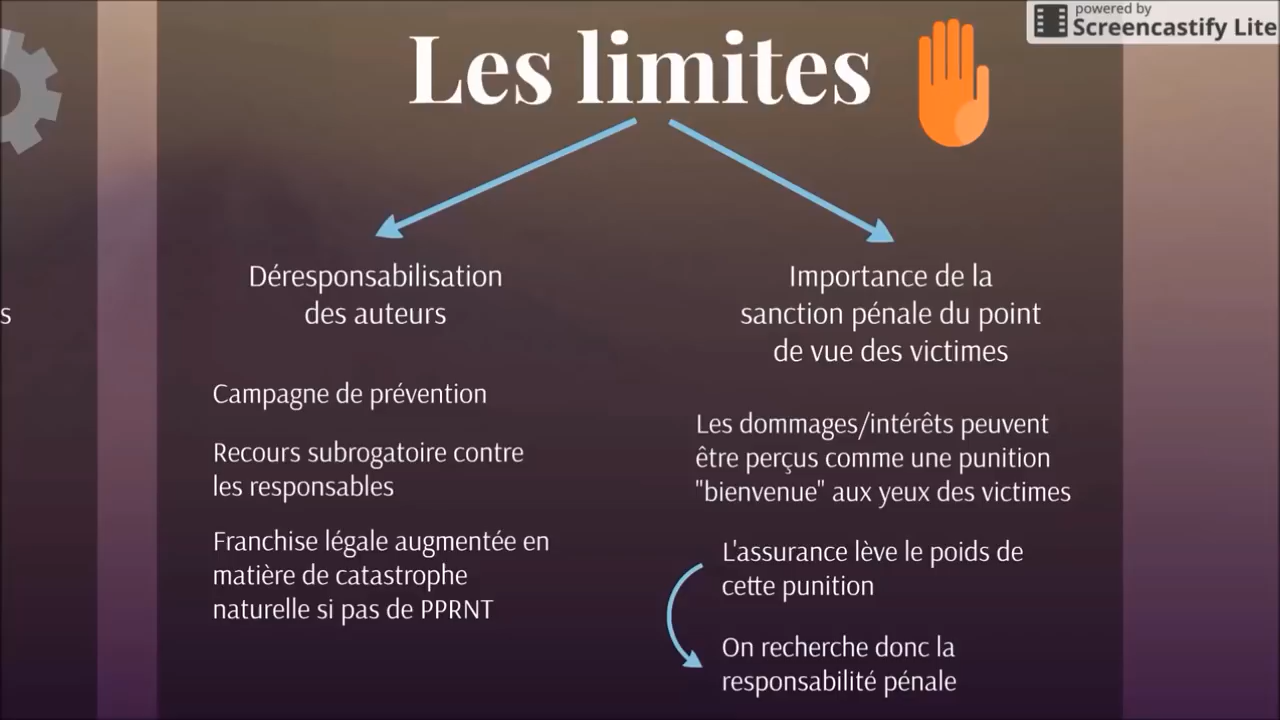 powered by
Screencastify Lite
Les limites
Déresponsabilisation
des auteurs
Campagne de prévention
Recours subrogatoire contre
les responsables
Franchise légale augmentée en
matière de catastrophe
naturelle si pas de PPRNT
Importance de la
sanction pénale du point
de vue des victimes
Les dommages/intérêts peuvent
être perçus comme une punition
"bienvenue" aux yeux des victimes
L'assurance lève le poids de
cette punition
On recherche donc la
responsabilité pénale
s